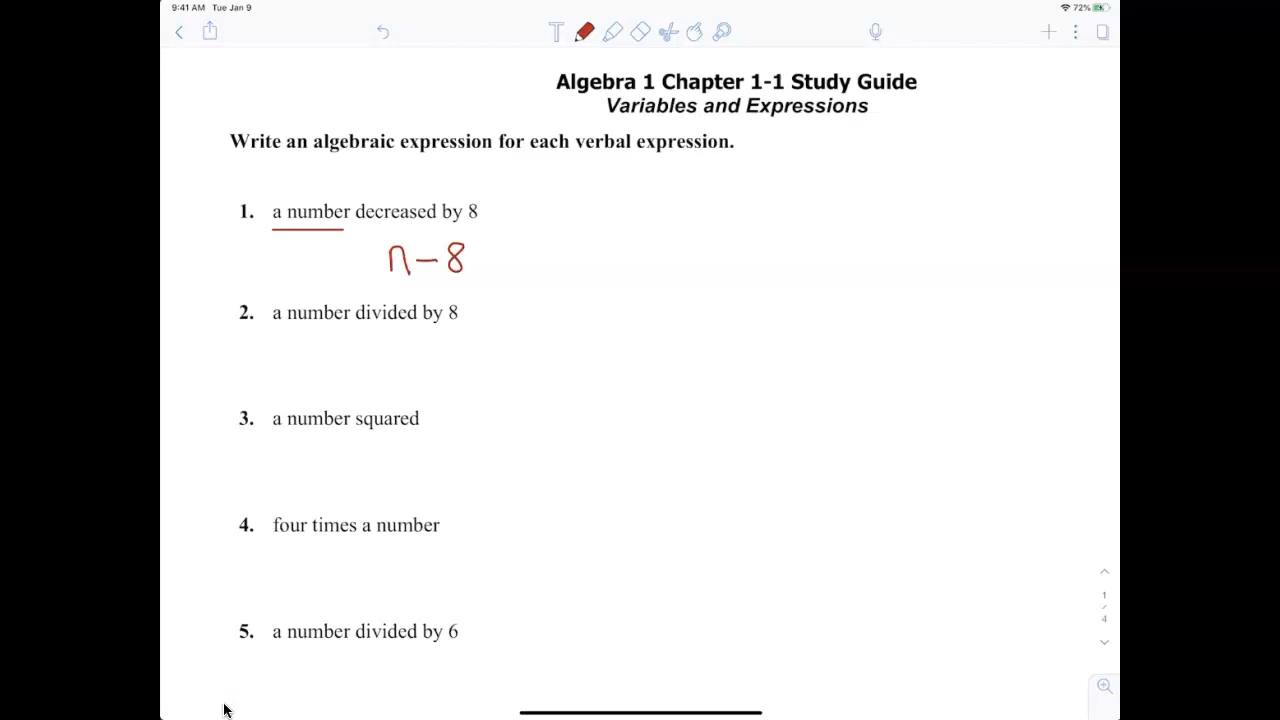 9:41 AM Tue Jan 9
72%
T
Algebra 1 Chapter 1-1 Study Guide
Variables and Expressions
Write an algebraic expression for each verbal expression.
1. a number decreased by 8
n - 8
2. a number divided by 8
3. a number squared
4. four times a number
5. a number divided by 6
1
/
4